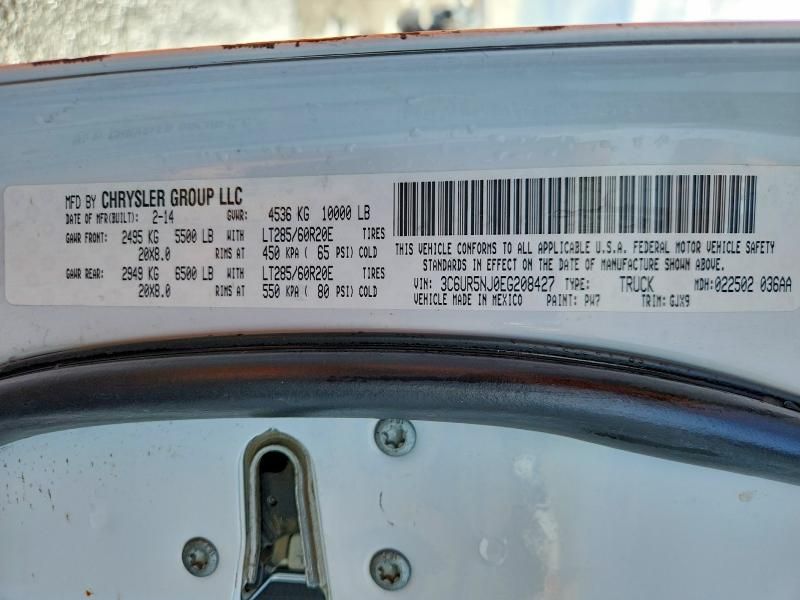 MFD BY CHRYSLER GROUP LLC
DATE OF MFR(BUILT): 2-14 GVWR: 4536 KG 10000 LB
GAWR FRONT: 2495 KG 5500 LB WITH LT285/60R20E TIRES
20X8.0 RIMS AT 450 KPA ( 65 PSI) COLD
GAWR REAR: 2949 KG 6500 LB WITH LT285/60R20E TIRES
20X8.0 RIMS AT 550 KPA ( 80 PSI) COLD
THIS VEHICLE CONFORMS TO ALL APPLICABLE U.S.A. FEDERAL MOTOR VEHICLE SAFETY
STANDARDS IN EFFECT ON THE DATE OF MANUFACTURE SHOWN ABOVE.
VIN: 3C6UR5NJ0EG208427 TYPE: TRUCK MDH: 022502 036AA
VEHICLE MADE IN MEXICO PAINT: PW7 TRIM: GJX9